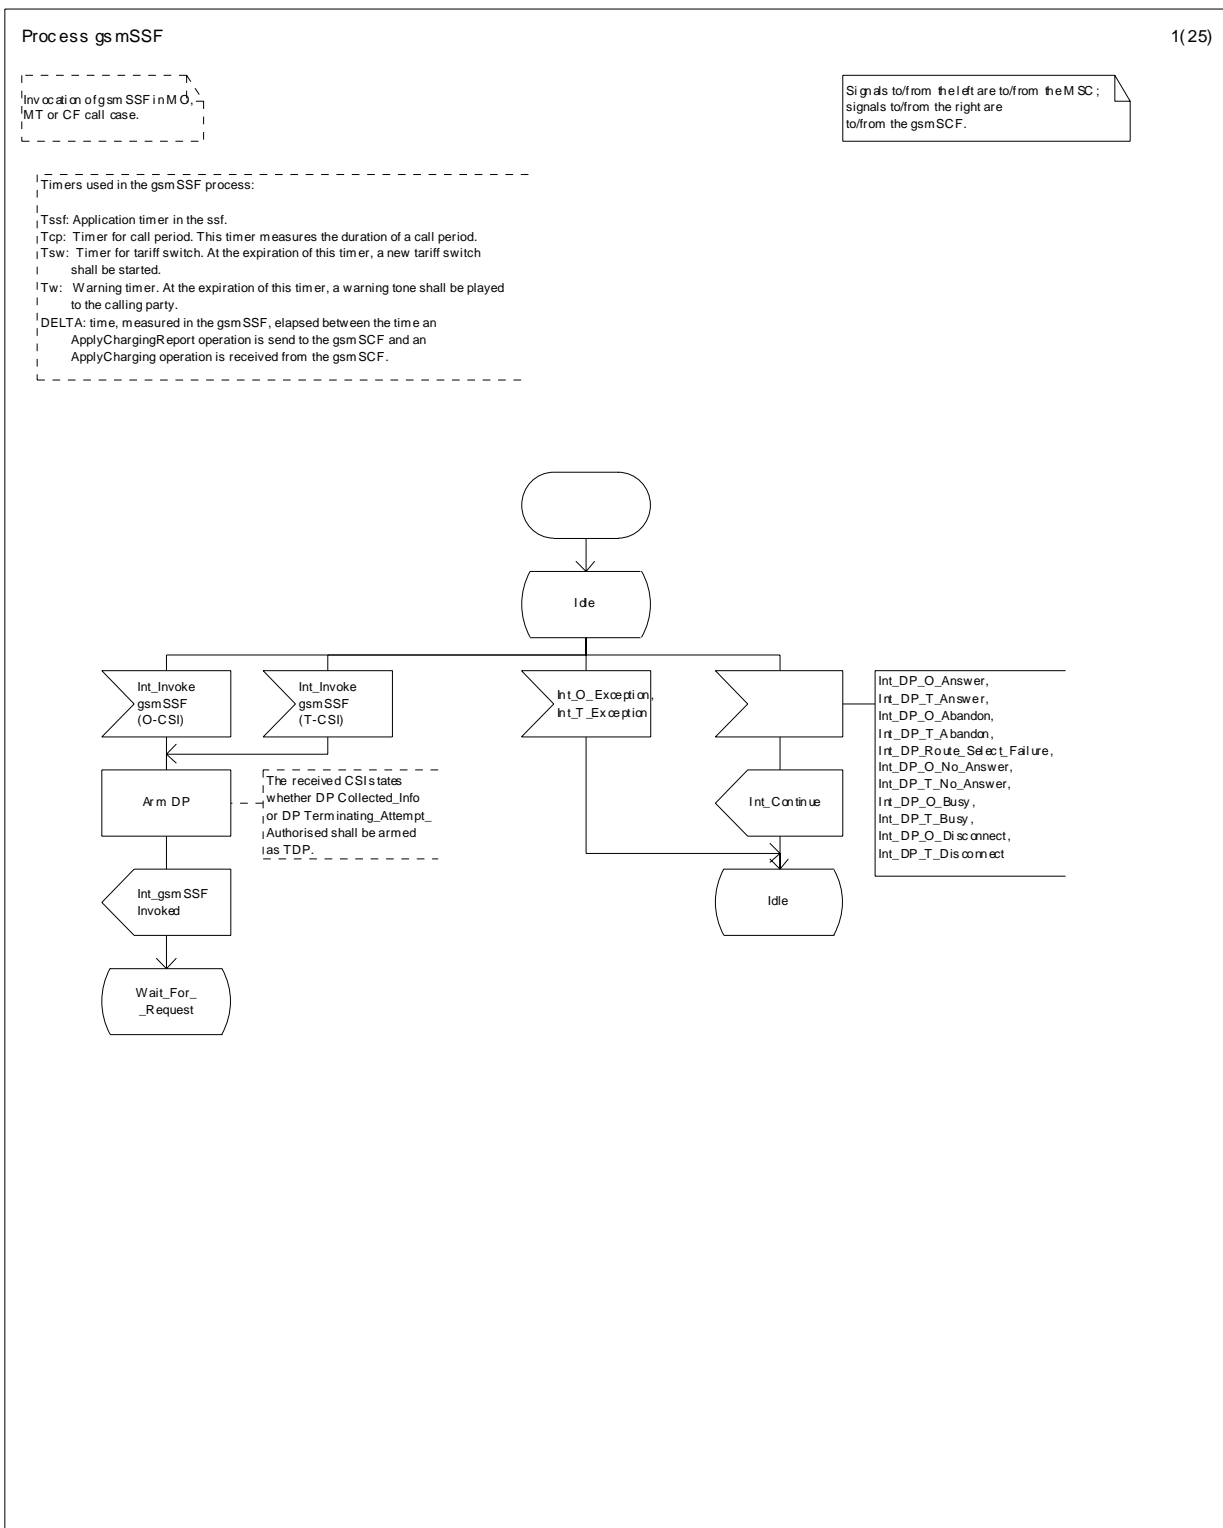 Process gsmSSF
1(25)
Invocation of gsmSSF in MO,
MT or CF call case.
Signals to/from the left are to/from the MSC;
signals to/from the right are
to/from the gsmSCF.
Timers used in the gsmSSF process:
Tssf: Application timer in the ssf.
Tcp: Timer for call period. This timer measures the duration of a call period.
Tsw: Timer for tariff switch. At the expiration of this timer, a new tariff switch
shall be started.
Tw: Warning timer. At the expiration of this timer, a warning tone shall be played
to the calling party.
DELTA: time, measured in the gsmSSF, elapsed between the time an
ApplyChargingReport operation is send to the gsmSCF and an
ApplyCharging operation is received from the gsmSCF.
Idle
Int_Invoke
gsmSSF
(O-CSI)
Int_Invoke
gsmSSF
(T-CSI)
Int_O_Exception,
Int_T_Exception
Int_DP_O_Answer,
Int_DP_T_Answer,
Int_DP_O_Abandon,
Int_DP_T_Abandon,
Int_DP_Route_Select_Failure,
Int_DP_O_No_Answer,
Int_DP_T_No_Answer,
Int_DP_O_Busy,
Int_DP_T_Busy,
Int_DP_O_Disconnect,
Int_DP_T_Disconnect
Arm DP
The received CSI states
whether DP Collected_Info
or DP Terminating_Attempt_
Authorised shall be armed
as TDP.
Int_Continue
Int_gsmSSF
Invoked
Idle
Wait_For_
_Request